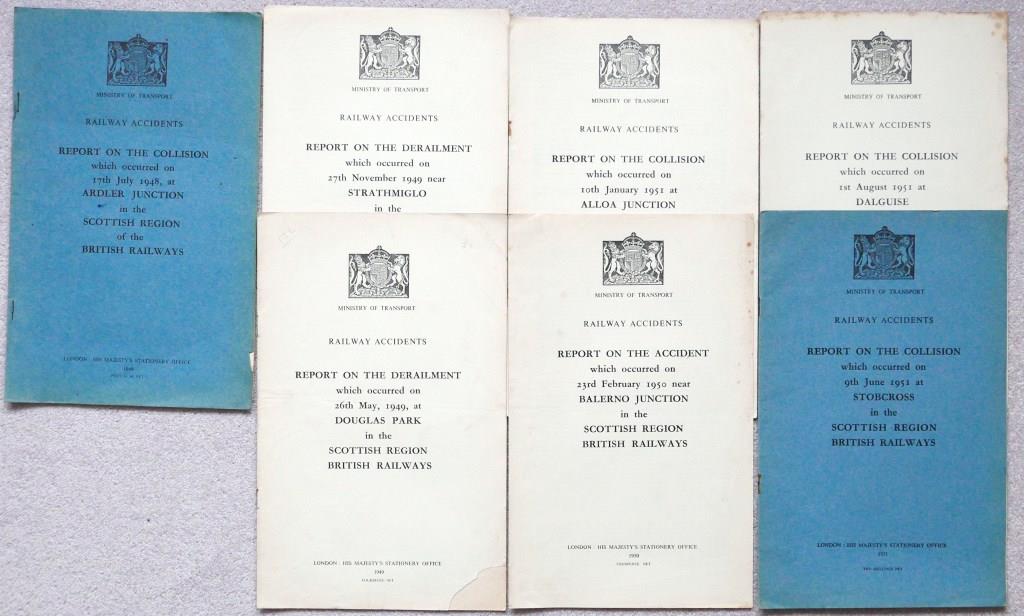 MINISTRY OF TRANSPORT
RAILWAY ACCIDENTS
REPORT ON THE COLLISION
which occurred on
17th July 1948, at
ARDLER JUNCTION
in the
SCOTTISH REGION
of the
BRITISH RAILWAYS
LONDON : HIS MAJESTY'S STATIONERY OFFICE
MINISTRY OF TRANSPORT
RAILWAY ACCIDENTS
REPORT ON THE DERAILMENT
which occurred on
27th November 1949 near
STRATHMIGLO
in the
MINISTRY OF TRANSPORT
RAILWAY ACCIDENTS
REPORT ON THE COLLISION
which occurred on
10th January 1951 at
ALLOA JUNCTION
MINISTRY OF TRANSPORT
RAILWAY ACCIDENTS
REPORT ON THE COLLISION
which occurred on
1st August 1951 at
DALGUISE
MINISTRY OF TRANSPORT
RAILWAY ACCIDENTS
REPORT ON THE DERAILMENT
which occurred on
26th May, 1949, at
DOUGLAS PARK
in the
SCOTTISH REGION
BRITISH RAILWAYS
LONDON : HIS MAJESTY'S STATIONERY OFFICE
1949
MINISTRY OF TRANSPORT
RAILWAY ACCIDENTS
REPORT ON THE ACCIDENT
which occurred on
23rd February 1950 near
BALERNO JUNCTION
in the
SCOTTISH REGION
BRITISH RAILWAYS
LONDON : HIS MAJESTY'S STATIONERY OFFICE
1950
MINISTRY OF TRANSPORT
RAILWAY ACCIDENTS
REPORT ON THE COLLISION
which occurred on
9th June 1951 at
STOBCROSS
in the
SCOTTISH REGION
BRITISH RAILWAYS
LONDON : HIS MAJESTY'S STATIONERY OFFICE
1951